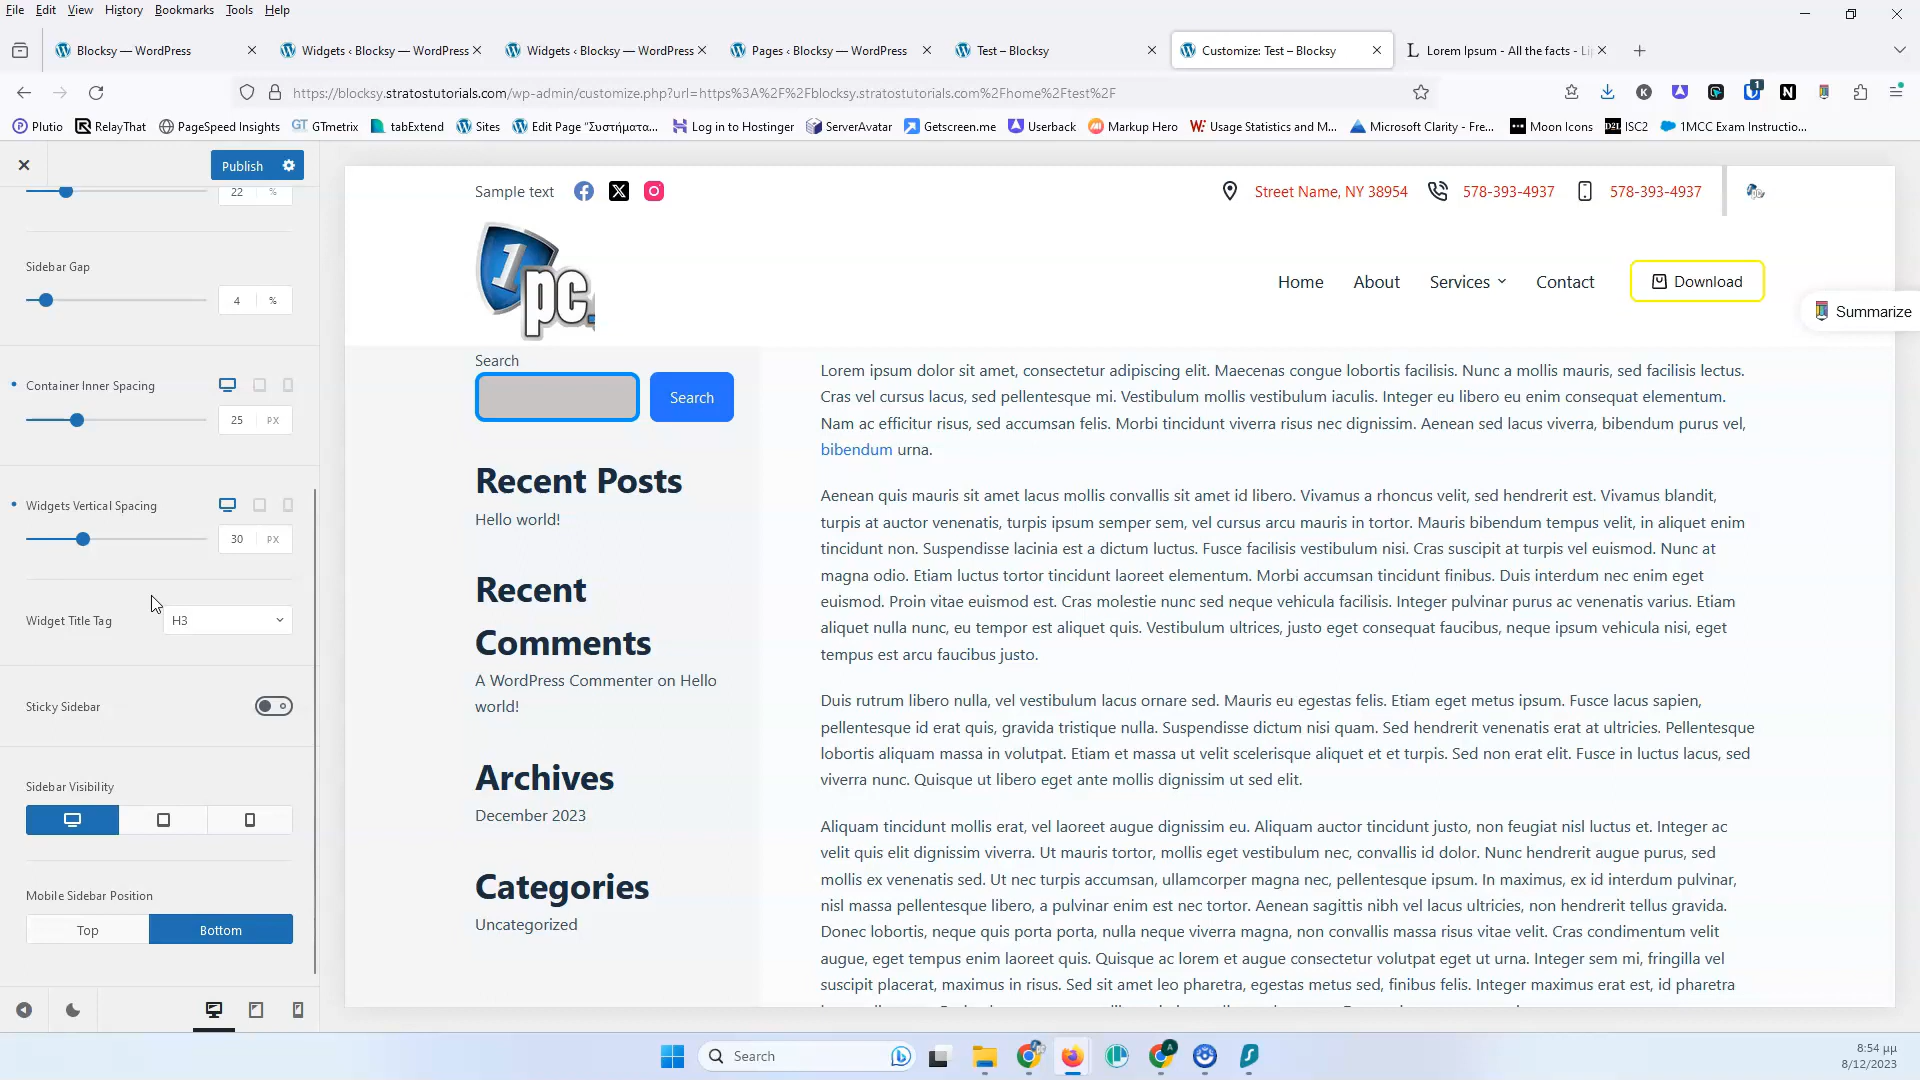 File Edit View History Bookmarks Tools Help
Blocksy — WordPress
Widgets ‹ Blocksy — WordPress
Widgets ‹ Blocksy — WordPress
Pages ‹ Blocksy — WordPress
Test – Blocksy
Customize: Test – Blocksy
Lorem Ipsum - All the facts - Li
https://blocksy.stratostutorials.com/wp-admin/customize.php?url=https%3A%2F%2Fblocksy.stratostutorials.com%2Fhome%2Ftest%2F
Plutio RelayThat PageSpeed Insights GTmetrix tabExtend Sites Edit Page "Συστήματα... Log in to Hostinger ServerAvatar Getscreen.me Userback Markup Hero Usage Statistics and M... Microsoft Clarity - Fre... Moon Icons ISC2 1MCC Exam Instructio...
Publish
22 %
Sidebar Gap
4 %
Container Inner Spacing
25 PX
Widgets Vertical Spacing
30 PX
Widget Title Tag H3
Sticky Sidebar
Sidebar Visibility
Mobile Sidebar Position
Top Bottom
Sample text
Street Name, NY 38954 578-393-4937 578-393-4937
1pc.
Home About Services Contact Download
Summarize
Search
Search
Recent Posts
Hello world!
Recent
Comments
A WordPress Commenter on Hello
world!
Archives
December 2023
Categories
Uncategorized
Lorem ipsum dolor sit amet, consectetur adipiscing elit. Maecenas congue lobortis facilisis. Nunc a mollis mauris, sed facilisis lectus.
Cras vel cursus lacus, sed pellentesque mi. Vestibulum mollis vestibulum iaculis. Integer eu libero eu enim consequat elementum.
Nam ac efficitur risus, sed accumsan felis. Morbi tincidunt viverra risus nec dignissim. Aenean sed lacus viverra, bibendum purus vel,
bibendum urna.
Aenean quis mauris sit amet lacus mollis convallis sit amet id libero. Vivamus a rhoncus velit, sed hendrerit est. Vivamus blandit,
turpis at auctor venenatis, turpis ipsum semper sem, vel cursus arcu mauris in tortor. Mauris bibendum tempus velit, in aliquet enim
tincidunt non. Suspendisse lacinia est a dictum luctus. Fusce facilisis vestibulum nisi. Cras suscipit at turpis vel euismod. Nunc at
magna odio. Etiam luctus tortor tincidunt laoreet elementum. Morbi accumsan tincidunt finibus. Duis interdum nec enim eget
euismod. Proin vitae euismod est. Cras molestie nunc sed neque vehicula facilisis. Integer pulvinar purus ac venenatis varius. Etiam
aliquet nulla nunc, eu tempor est aliquet quis. Vestibulum ultrices, justo eget consequat faucibus, neque ipsum vehicula nisi, eget
tempus est arcu faucibus justo.
Duis rutrum libero nulla, vel vestibulum lacus ornare sed. Mauris eu egestas felis. Etiam eget metus ipsum. Fusce lacus sapien,
pellentesque id erat quis, gravida tristique nulla. Suspendisse dictum nisi quam. Sed hendrerit venenatis erat at ultricies. Pellentesque
lobortis aliquam massa in volutpat. Etiam et massa ut velit scelerisque aliquet et et turpis. Sed non erat elit. Fusce in luctus lacus, sed
viverra nunc. Quisque ut libero eget ante mollis dignissim ut sed elit.
Aliquam tincidunt mollis erat, vel laoreet augue dignissim eu. Aliquam auctor tincidunt justo, non feugiat nisl luctus et. Integer ac
velit quis elit dignissim viverra. Ut mauris tortor, mollis eget vestibulum nec, convallis id dolor. Nunc hendrerit augue purus, sed
mollis ex venenatis sed. Ut nec turpis accumsan, ullamcorper magna nec, pellentesque ipsum. In maximus, ex id interdum pulvinar,
nisl massa pellentesque libero, a pulvinar enim est nec tortor. Aenean sagittis nibh vel lacus ultricies, non hendrerit tellus gravida.
Donec lobortis, neque quis porta porta, nulla neque viverra magna, non convallis massa risus vitae velit. Cras condimentum velit
augue, eget tempus enim laoreet quis. Quisque ac lorem et augue consectetur volutpat eget ut urna. Integer sem mi, fringilla vel
suscipit placerat, maximus in risus. Sed sit amet leo pharetra, egestas metus sed, finibus felis. Integer maximus erat est, id pharetra
Search
8:54 μμ
8/12/2023